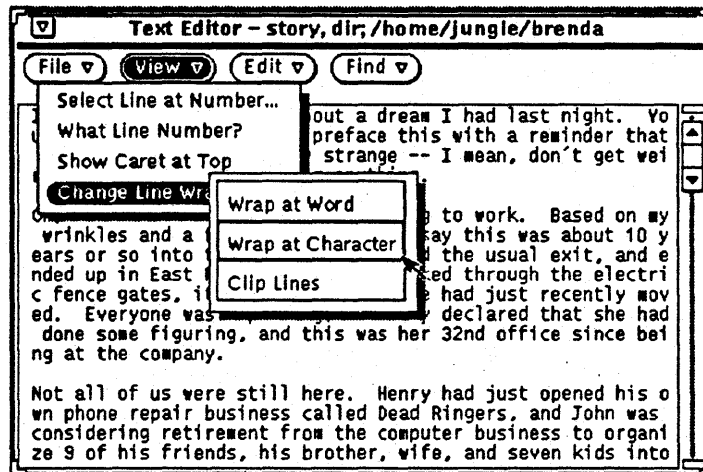 Text Editor – story, dir; /home/jungle/brenda
File View Edit Find
Select Line at Number...
What Line Number?
Show Caret at Top
Change Line Wra
Wrap at Word
Wrap at Character
Clip Lines
out a dream I had last night. Yo
preface this with a reminder that
strange -- I mean, don't get wei
g to work. Based on my
wrinkles and a say this was about 10 y
ears or so into the usual exit, and e
nded up in East ed through the electri
c fence gates, i had just recently mov
ed. Everyone was declared that she had
done some figuring, and this was her 32nd office since bei
ng at the company.
Not all of us were still here. Henry had just opened his o
wn phone repair business called Dead Ringers, and John was
considering retirement from the computer business to organi
ze 9 of his friends, his brother, wife, and seven kids into